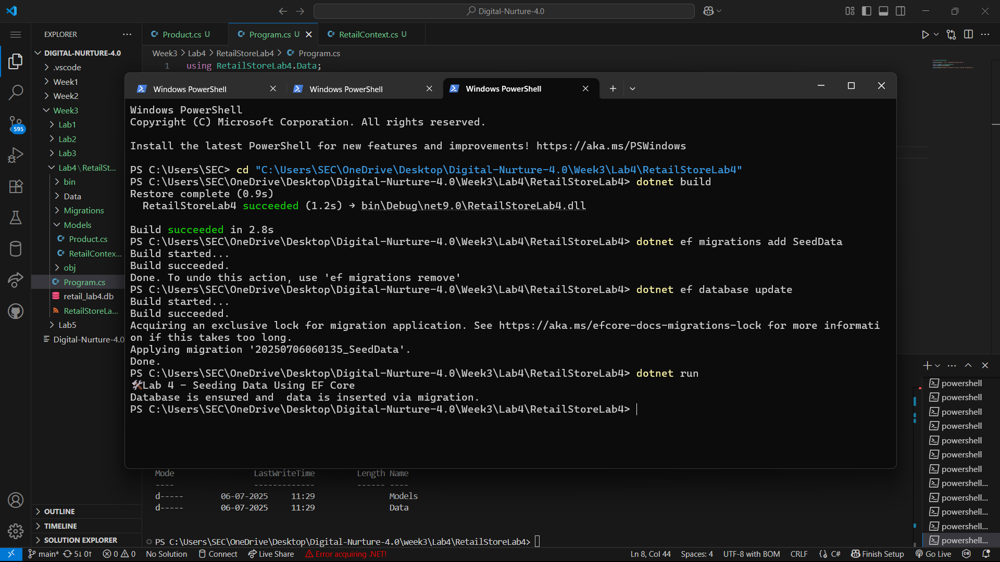 Digital-Nurture-4.0
EXPLORER
Product.cs U
Program.cs U
RetailContext.cs U
DIGITAL-NURTURE-4.0
.vscode
Week1
Week2
Week3
Lab1
Lab2
Lab3
Lab4\RetailSt...
bin
Data
Migrations
Models
Product.cs
RetailContex...
obj
Program.cs
retail_lab4.db
RetailStoreLa...
Lab5
Digital-Nurture-4.0
595
Week3 > Lab4 > RetailStoreLab4 > Program.cs
1 using RetailStoreLab4.Data;
Windows PowerShell
Windows PowerShell
Windows PowerShell
Windows PowerShell
Copyright (C) Microsoft Corporation. All rights reserved.
Install the latest PowerShell for new features and improvements! https://aka.ms/PSWindows
PS C:\Users\SEC> cd "C:\Users\SEC\OneDrive\Desktop\Digital-Nurture-4.0\Week3\Lab4\RetailStoreLab4"
PS C:\Users\SEC\OneDrive\Desktop\Digital-Nurture-4.0\Week3\Lab4\RetailStoreLab4> dotnet build
Restore complete (0.9s)
RetailStoreLab4 succeeded (1.2s) → bin\Debug\net9.0\RetailStoreLab4.dll
Build succeeded in 2.8s
PS C:\Users\SEC\OneDrive\Desktop\Digital-Nurture-4.0\Week3\Lab4\RetailStoreLab4> dotnet ef migrations add SeedData
Build started...
Build succeeded.
Done. To undo this action, use 'ef migrations remove'
PS C:\Users\SEC\OneDrive\Desktop\Digital-Nurture-4.0\Week3\Lab4\RetailStoreLab4> dotnet ef database update
Build started...
Build succeeded.
Acquiring an exclusive lock for migration application. See https://aka.ms/efcore-docs-migrations-lock for more informati
on if this takes too long.
Applying migration '20250706060135_SeedData'.
Done.
PS C:\Users\SEC\OneDrive\Desktop\Digital-Nurture-4.0\Week3\Lab4\RetailStoreLab4> dotnet run
🛠Lab 4 - Seeding Data Using EF Core
Database is ensured and  data is inserted via migration.
PS C:\Users\SEC\OneDrive\Desktop\Digital-Nurture-4.0\Week3\Lab4\RetailStoreLab4>
Mode LastWriteTime Length Name
---- ------------- ------ ----
d----- 06-07-2025 11:29 Models
d----- 06-07-2025 11:29 Data
PS C:\Users\SEC\OneDrive\Desktop\Digital-Nurture-4.0\week3\Lab4\RetailStoreLab4>
powershell
powershell
powershell
powershell
powershell
powershell
powershell
powershell...
powershell...
powershell...
powershell...
powershell...
OUTLINE
TIMELINE
SOLUTION EXPLORER
main* 5↓ 0↑ 0 0 No Solution Connect Live Share Error acquiring .NET! Ln 8, Col 44 Spaces: 4 UTF-8 with BOM CRLF {} C# Finish Setup Go Live